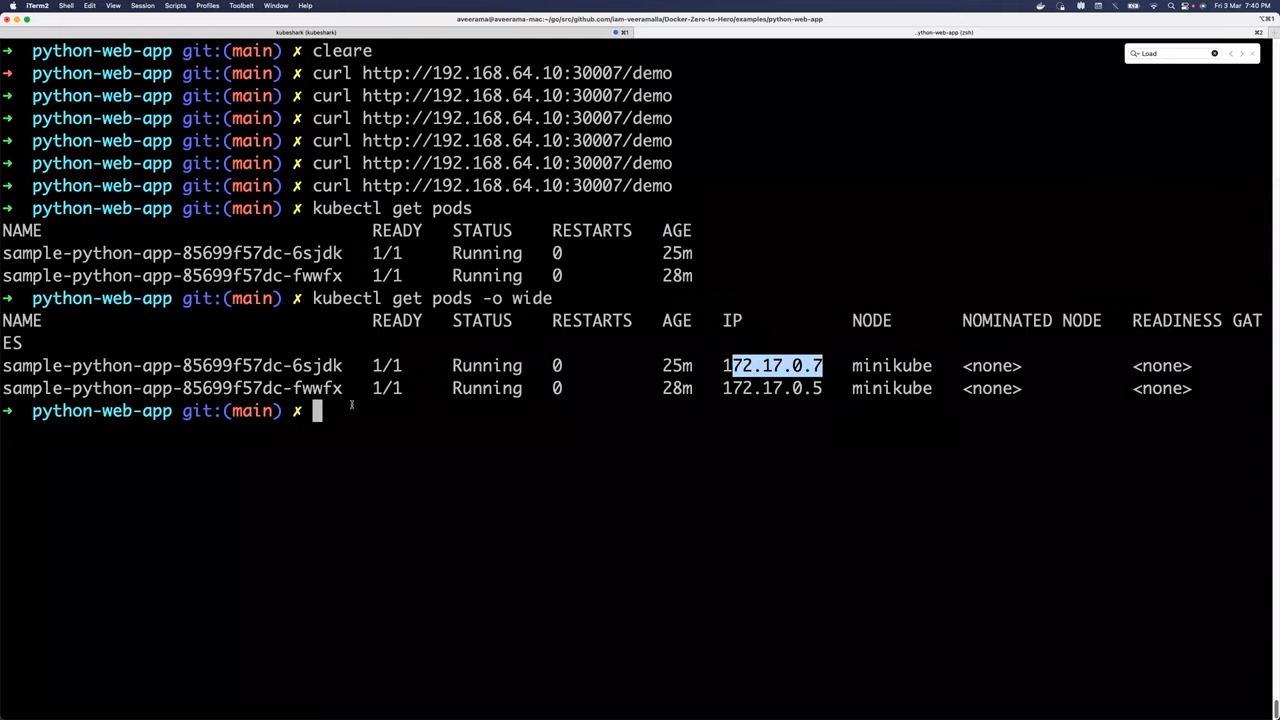 iTerm2 Shell Edit View Session Scripts Profiles Toolbelt Window Help Fri 3 Mar 7:40 PM
aveerama@aveerama-mac:~/go/src/github.com/iam-veeramalla/Docker-Zero-to-Hero/examples/python-web-app ⌥⌘1
kubeshark (kubeshark) ⌘1 ..ython-web-app (zsh) ⌘2
➜ python-web-app git:(main) ✗ cleare
Load
➜ python-web-app git:(main) ✗ curl http://192.168.64.10:30007/demo
➜ python-web-app git:(main) ✗ curl http://192.168.64.10:30007/demo
➜ python-web-app git:(main) ✗ curl http://192.168.64.10:30007/demo
➜ python-web-app git:(main) ✗ curl http://192.168.64.10:30007/demo
➜ python-web-app git:(main) ✗ curl http://192.168.64.10:30007/demo
➜ python-web-app git:(main) ✗ curl http://192.168.64.10:30007/demo
➜ python-web-app git:(main) ✗ kubectl get pods
NAME READY STATUS RESTARTS AGE
sample-python-app-85699f57dc-6sjdk 1/1 Running 0 25m
sample-python-app-85699f57dc-fwwfx 1/1 Running 0 28m
➜ python-web-app git:(main) ✗ kubectl get pods -o wide
NAME READY STATUS RESTARTS AGE IP NODE NOMINATED NODE READINESS GAT
ES
sample-python-app-85699f57dc-6sjdk 1/1 Running 0 25m 172.17.0.7 minikube <none> <none>
sample-python-app-85699f57dc-fwwfx 1/1 Running 0 28m 172.17.0.5 minikube <none> <none>
➜ python-web-app git:(main) ✗